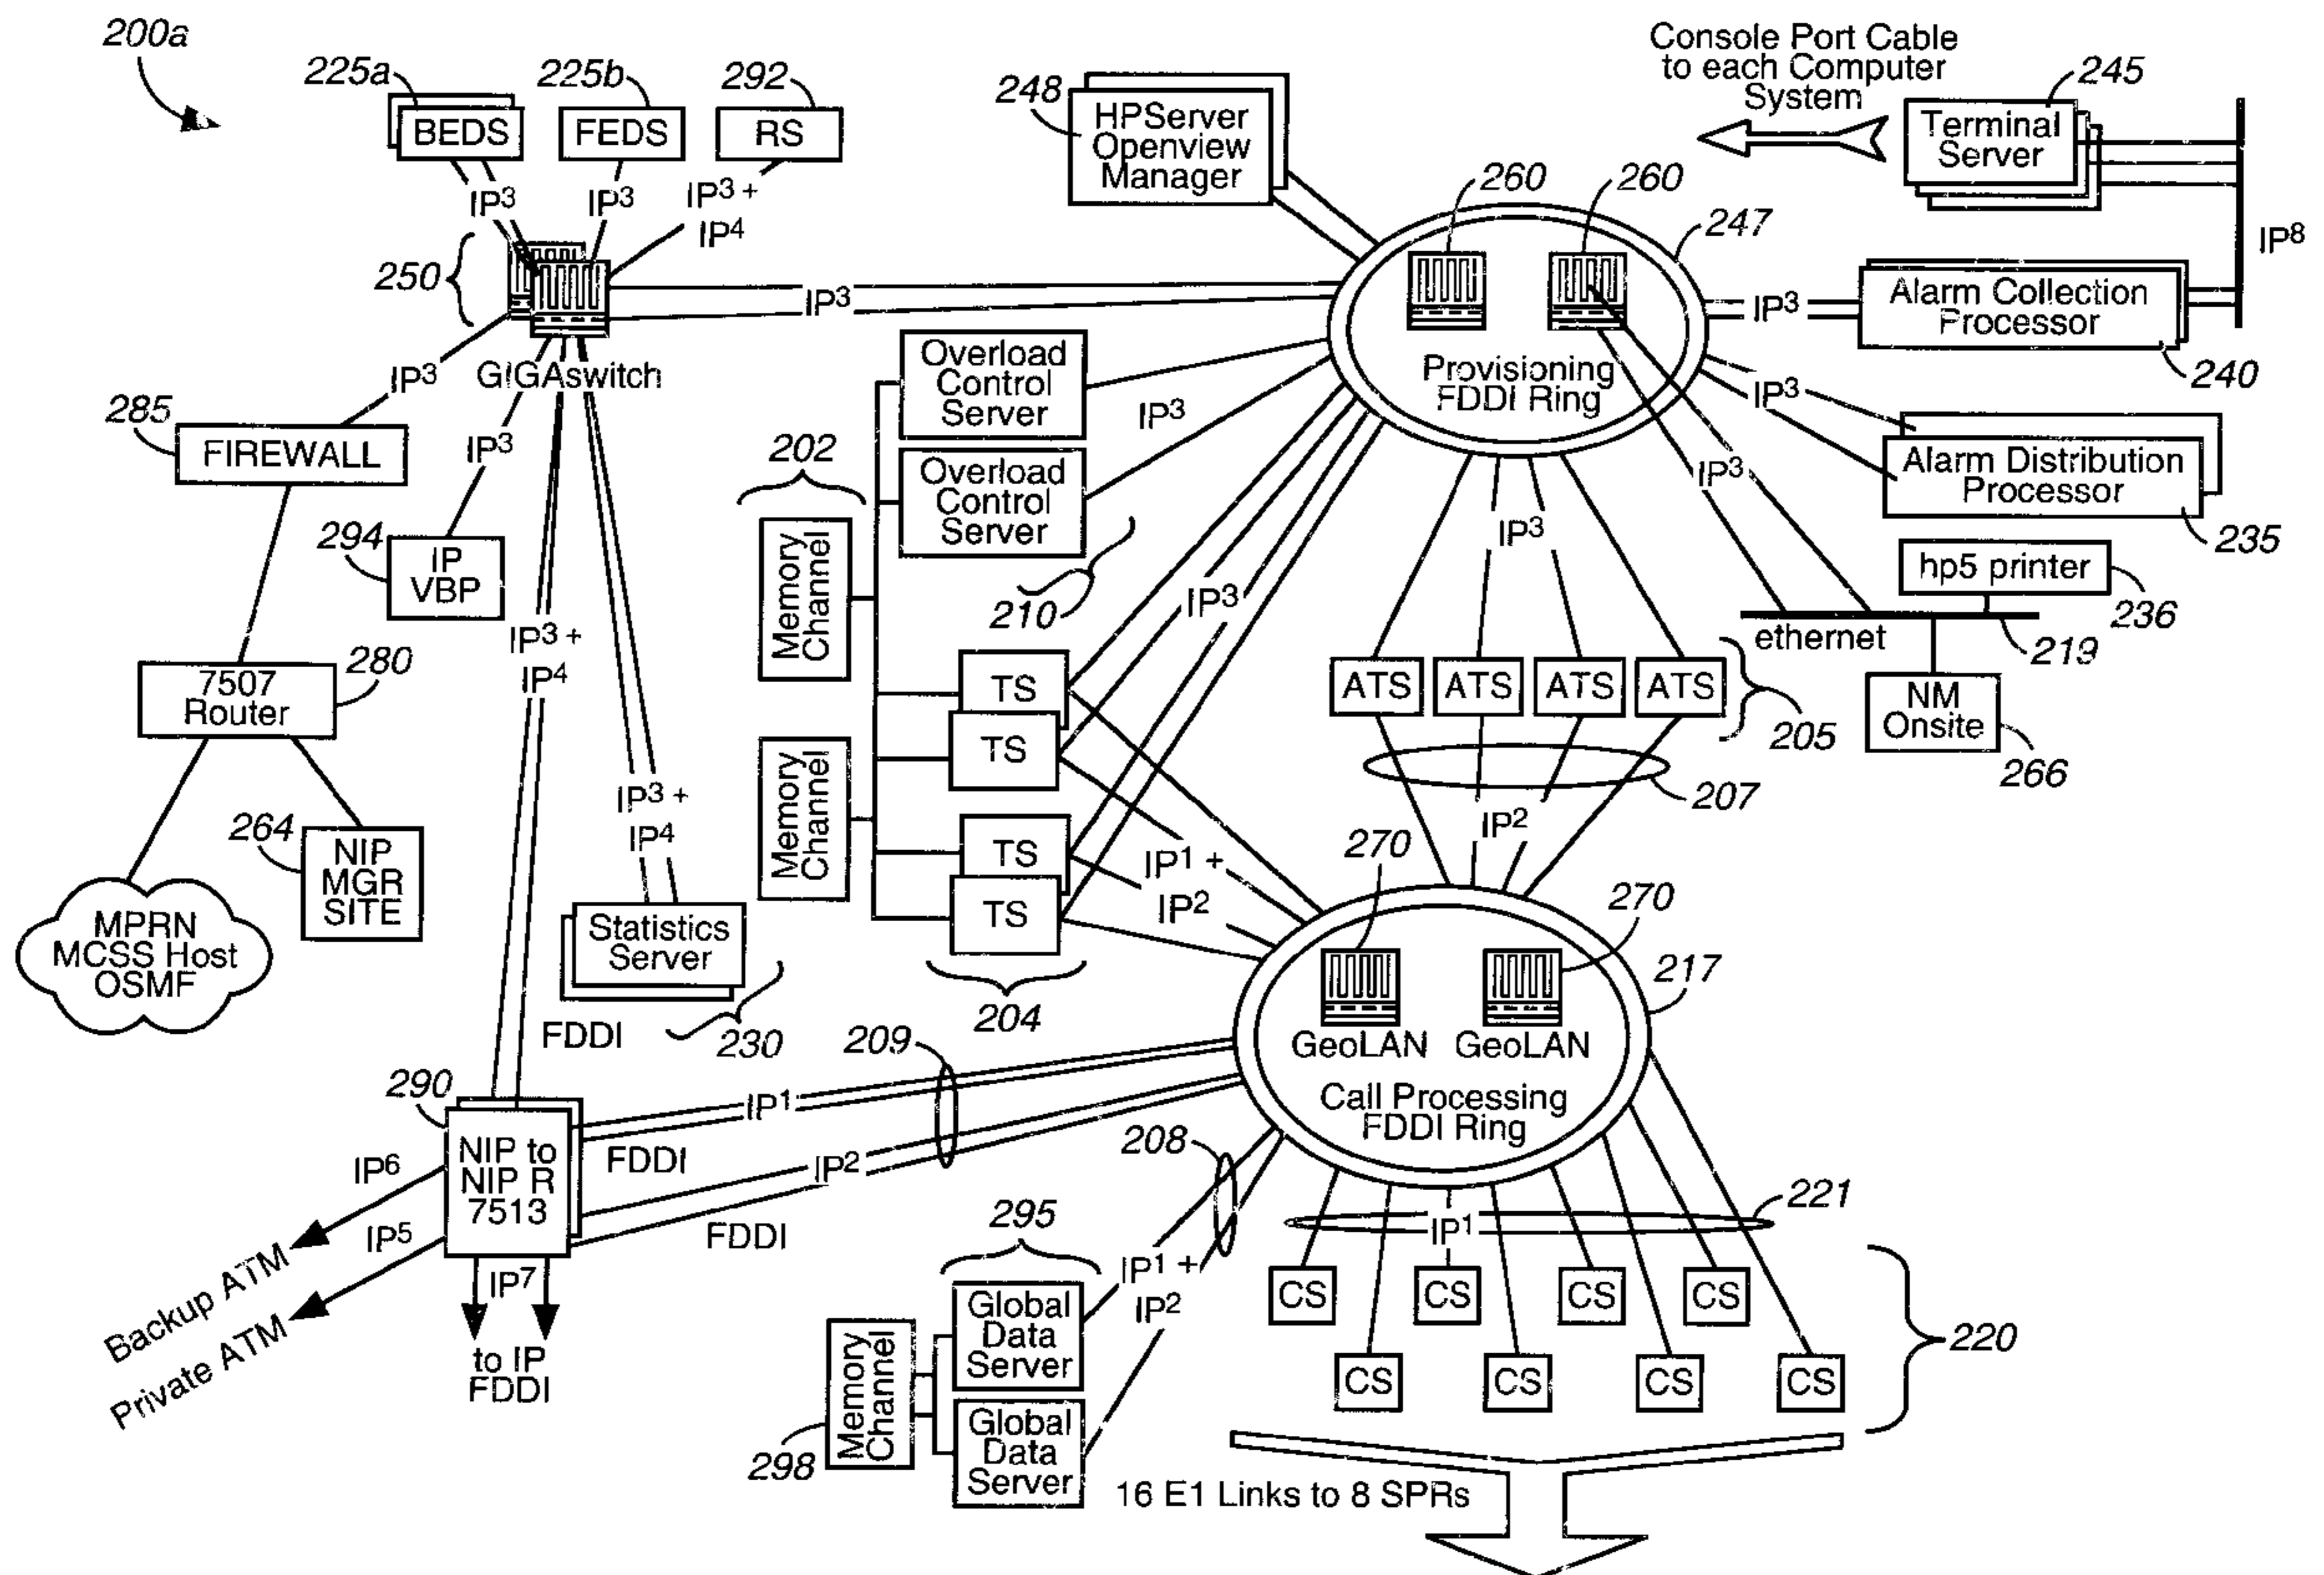 200a
225a
225b
292
BEDS
FEDS
RS
IP3
IP3
IP3 +
IP4
250
GIGAswitch
IP3
248
HPServer
Openview
Manager
Console Port Cable
to each Computer
System
245
Terminal
Server
IP8
260
260
247
Provisioning
FDDI Ring
IP3
Alarm Collection
Processor
240
IP3
Alarm Distribution
Processor
235
IP3
hp5 printer
236
ethernet
219
NM
Onsite
266
IP3
285
FIREWALL
IP3
294
IP
VBP
7507
Router
280
264
NIP
MGR
SITE
MPRN
MCSS Host
OSMF
IP3 +
IP4
IP3 +
IP4
Statistics
Server
230
FDDI
Overload
Control
Server
Overload
Control
Server
IP3
210
202
Memory
Channel
Memory
Channel
TS
TS
TS
TS
204
IP3
IP1 +
IP2
IP3
ATS
ATS
ATS
ATS
205
207
IP2
270
270
217
GeoLAN
GeoLAN
Call Processing
FDDI Ring
209
IP1
FDDI
IP2
FDDI
290
NIP to
NIP R
7513
IP6
IP5
IP7
Backup ATM
Private ATM
to IP
FDDI
208
IP1 +
IP2
295
Global
Data
Server
Global
Data
Server
Memory
Channel
298
221
IP1
CS
CS
CS
CS
CS
CS
CS
CS
220
16 E1 Links to 8 SPRs